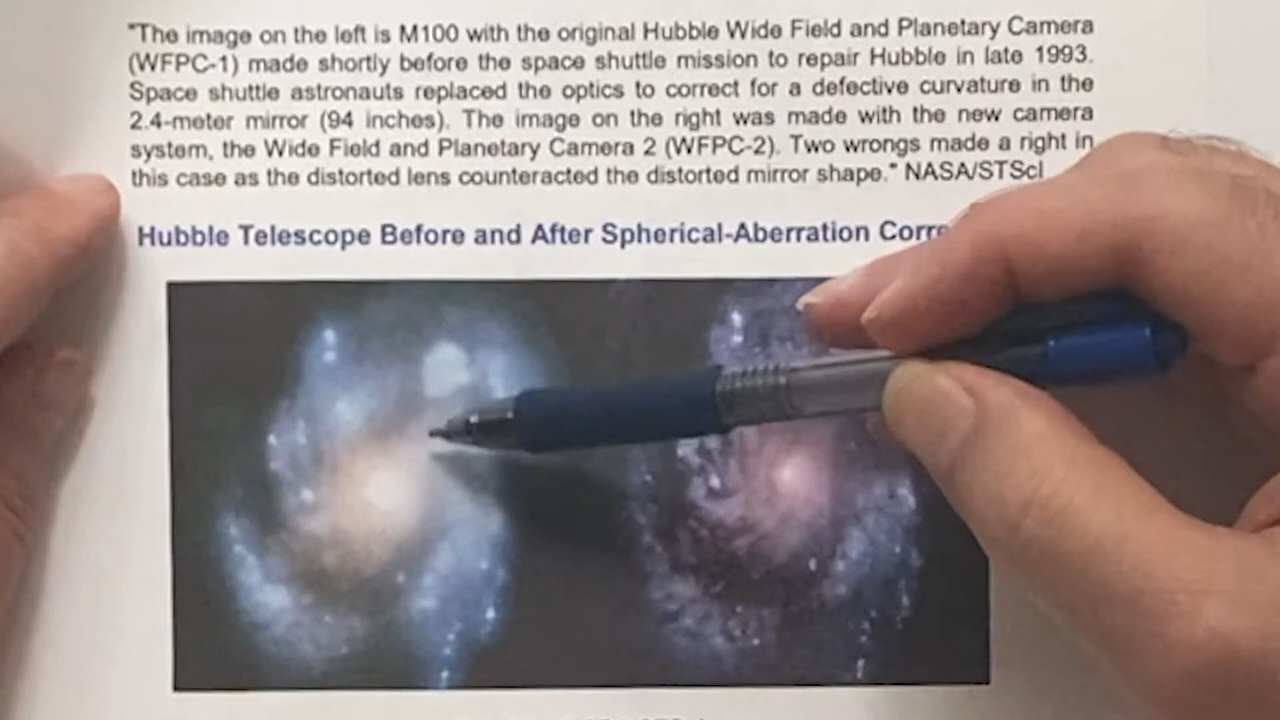 "The image on the left is M100 with the original Hubble Wide Field and Planetary Camera
(WFPC-1) made shortly before the space shuttle mission to repair Hubble in late 1993.
Space shuttle astronauts replaced the optics to correct for a defective curvature in the
2.4-meter mirror (94 inches). The image on the right was made with the new camera
system, the Wide Field and Planetary Camera 2 (WFPC-2). Two wrongs made a right in
this case as the distorted lens counteracted the distorted mirror shape." NASA/STScI
Hubble Telescope Before and After Spherical-Aberration